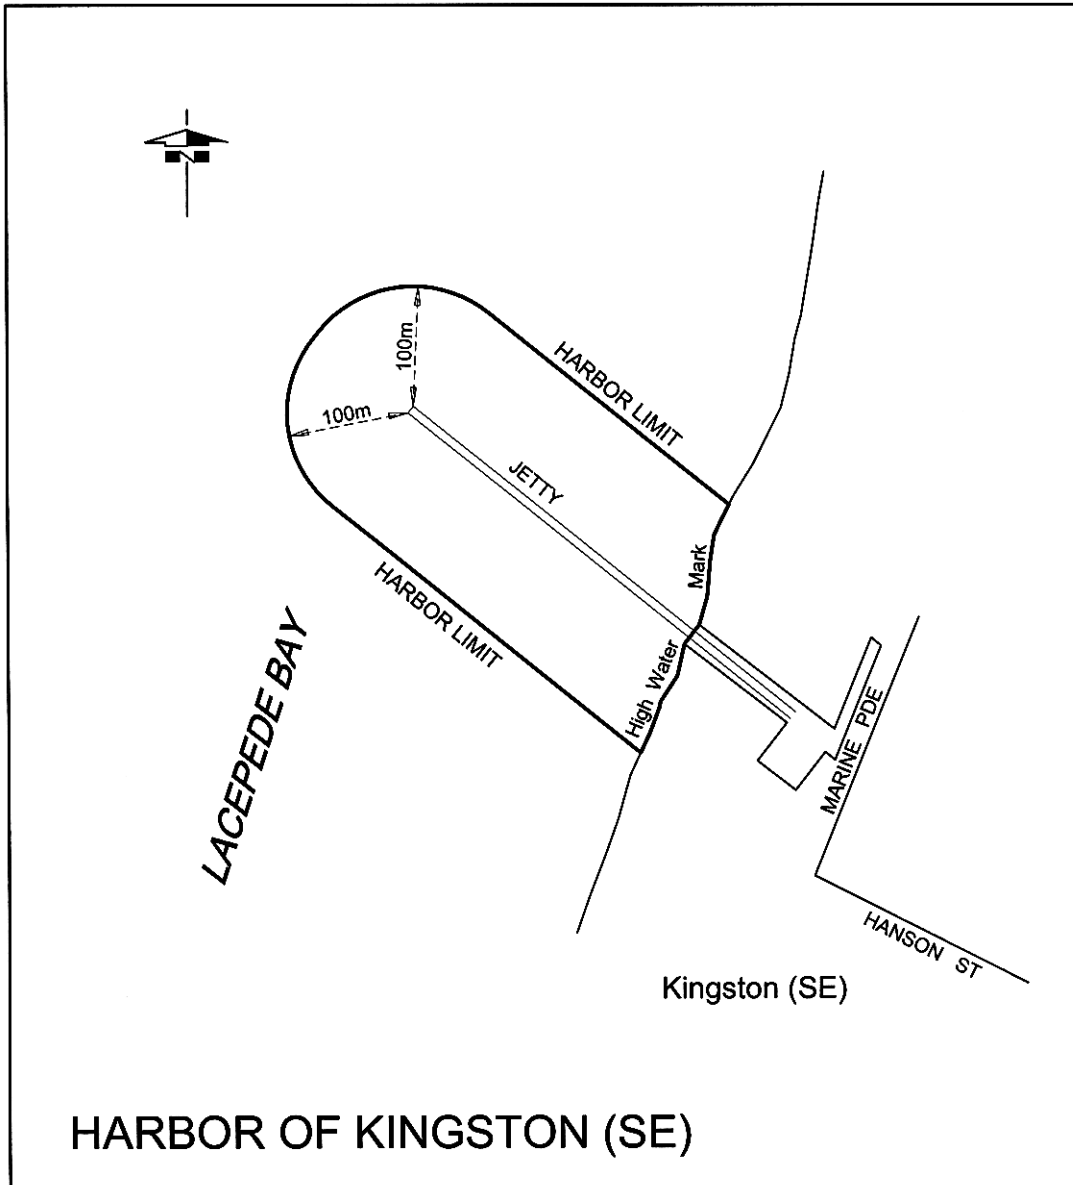 N
100m
100m
HARBOR LIMIT
JETTY
HARBOR LIMIT
High Water Mark
LACEPEDE BAY
MARINE PDE
HANSON ST
Kingston (SE)
HARBOR OF KINGSTON (SE)